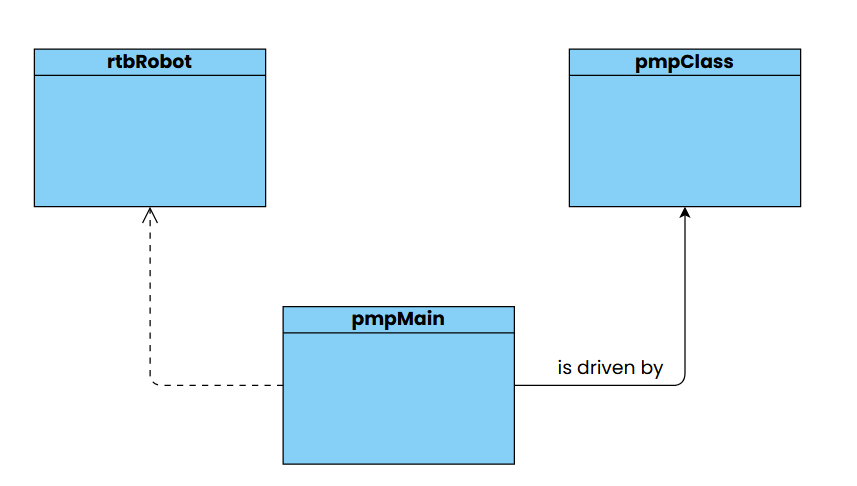 rtbRobot
pmpClass
pmpMain
is driven by